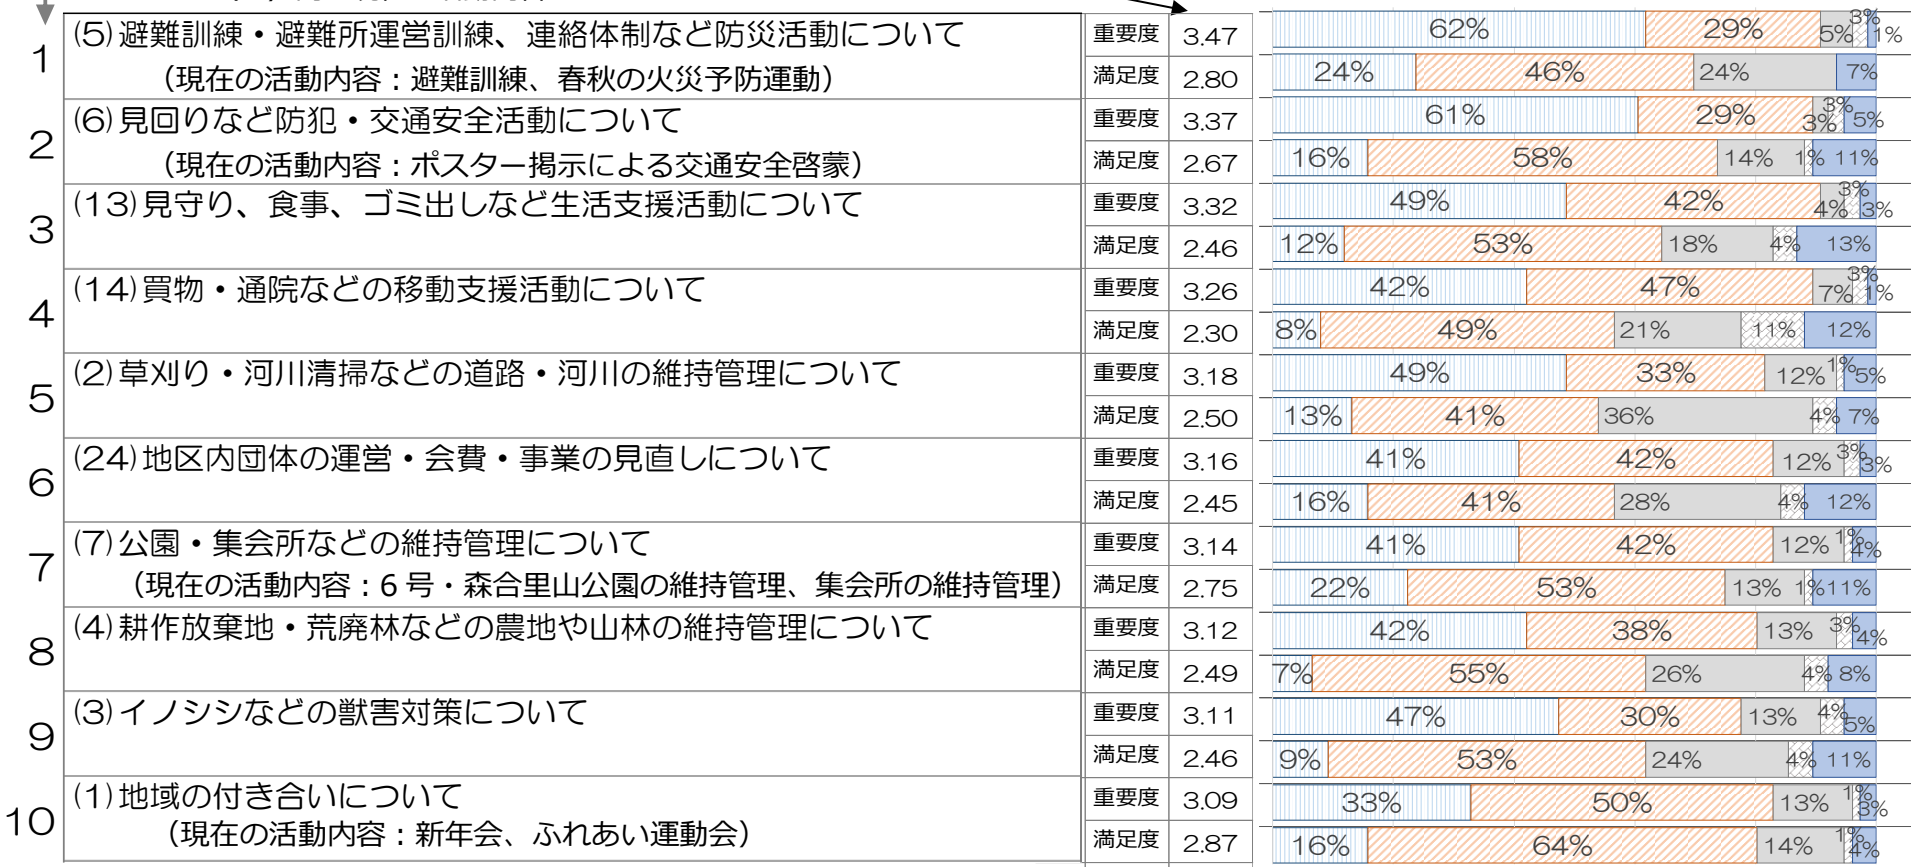 1
(5)避難訓練・避難所運営訓練、連絡体制など防災活動について
(現在の活動内容：避難訓練、春秋の火災予防運動)
重要度 3.47 62% 29% 5% 3% 1%
満足度 2.80 24% 46% 24% 7%
2
(6)見回りなど防犯・交通安全活動について
(現在の活動内容：ポスター掲示による交通安全啓蒙)
重要度 3.37 61% 29% 3% 3% 5%
満足度 2.67 16% 58% 14% 1% 11%
3
(13)見守り、食事、ゴミ出しなど生活支援活動について
重要度 3.32 49% 42% 4% 3% 3%
満足度 2.46 12% 53% 18% 4% 13%
4
(14)買物・通院などの移動支援活動について
重要度 3.26 42% 47% 7% 3% 1%
満足度 2.30 8% 49% 21% 11% 12%
5
(2)草刈り・河川清掃などの道路・河川の維持管理について
重要度 3.18 49% 33% 12% 1% 5%
満足度 2.50 13% 41% 36% 4% 7%
6
(24)地区内団体の運営・会費・事業の見直しについて
重要度 3.16 41% 42% 12% 3% 3%
満足度 2.45 16% 41% 28% 4% 12%
7
(7)公園・集会所などの維持管理について
(現在の活動内容：6号・森合里山公園の維持管理、集会所の維持管理)
重要度 3.14 41% 42% 12% 1% 4%
満足度 2.75 22% 53% 13% 1% 11%
8
(4)耕作放棄地・荒廃林などの農地や山林の維持管理について
重要度 3.12 42% 38% 13% 3% 4%
満足度 2.49 7% 55% 26% 4% 8%
9
(3)イノシシなどの獣害対策について
重要度 3.11 47% 30% 13% 4% 5%
満足度 2.46 9% 53% 24% 4% 11%
10
(1)地域の付き合いについて
(現在の活動内容：新年会、ふれあい運動会)
重要度 3.09 33% 50% 13% 1% 3%
満足度 2.87 16% 64% 14% 1% 4%